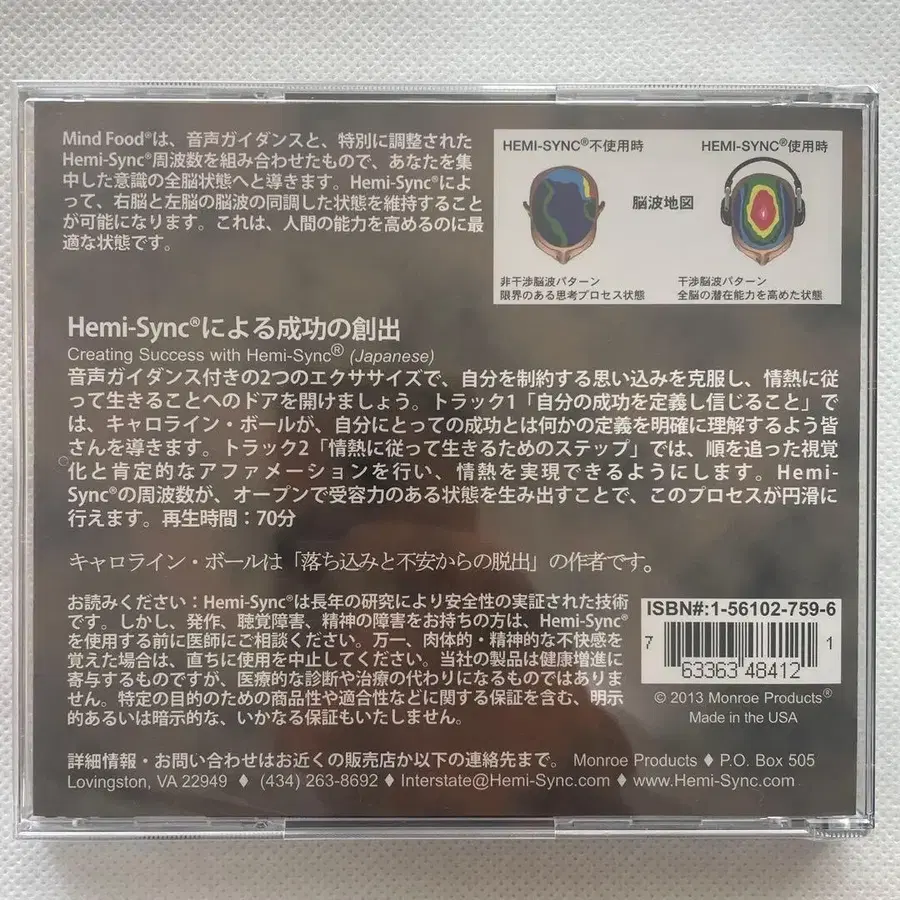 Mind Food®は、音声ガイダンスと、特別に調整された
Hemi-Sync®周波数を組み合わせたもので、あなたを集
中した意識の全脳状態へと導きます。Hemi-Sync®によ
って、右脳と左脳の脳波の同調した状態を維持すること
が可能になります。これは、人間の能力を高めるのに最
適な状態です。
HEMI-SYNC®不使用時
HEMI-SYNC®使用時
脳波地図
非干渉脳波パターン
限界のある思考プロセス状態
干渉脳波パターン
全脳の潜在能力を高めた状態
Hemi-Sync®による成功の創出
Creating Success with Hemi-Sync® (Japanese)
音声ガイダンス付きの2つのエクササイズで、自分を制約する思い込みを克服し、情熱に従
って生きることへのドアを開けましょう。トラック1「自分の成功を定義し信じること」で
は、キャロライン・ボールが、自分にとっての成功とは何かの定義を明確に理解するよう皆
さんを導きます。トラック2「情熱に従って生きるためのステップ」では、順を追った視覚
化と肯定的なアファメーションを行い、情熱を実現できるようにします。Hemi-
Sync®の周波数が、オープンで受容力のある状態を生み出すことで、このプロセスが円滑に
行えます。再生時間：70分
キャロライン・ボールは「落ち込みと不安からの脱出」の作者です。
お読みください：Hemi-Sync®は長年の研究により安全性の実証された技術
です。しかし、発作、聴覚障害、精神の障害をお持ちの方は、Hemi-Sync®
を使用する前に医師にご相談ください。万一、肉体的・精神的な不快感を
覚えた場合は、直ちに使用を中止してください。当社の製品は健康増進に
寄与するものですが、医療的な診断や治療の代わりになるものではありま
せん。特定の目的のための商品性や適合性などに関する保証を含む、明示
的あるいは暗示的な、いかなる保証もいたしません。
ISBN#:1-56102-759-6
7 63363 48412 1
© 2013 Monroe Products®
Made in the USA
詳細情報・お問い合わせはお近くの販売店か以下の連絡先まで。 Monroe Products ♦ P.O. Box 505
Lovingston, VA 22949 ♦ (434) 263-8692 ♦ Interstate@Hemi-Sync.com ♦ www.Hemi-Sync.com